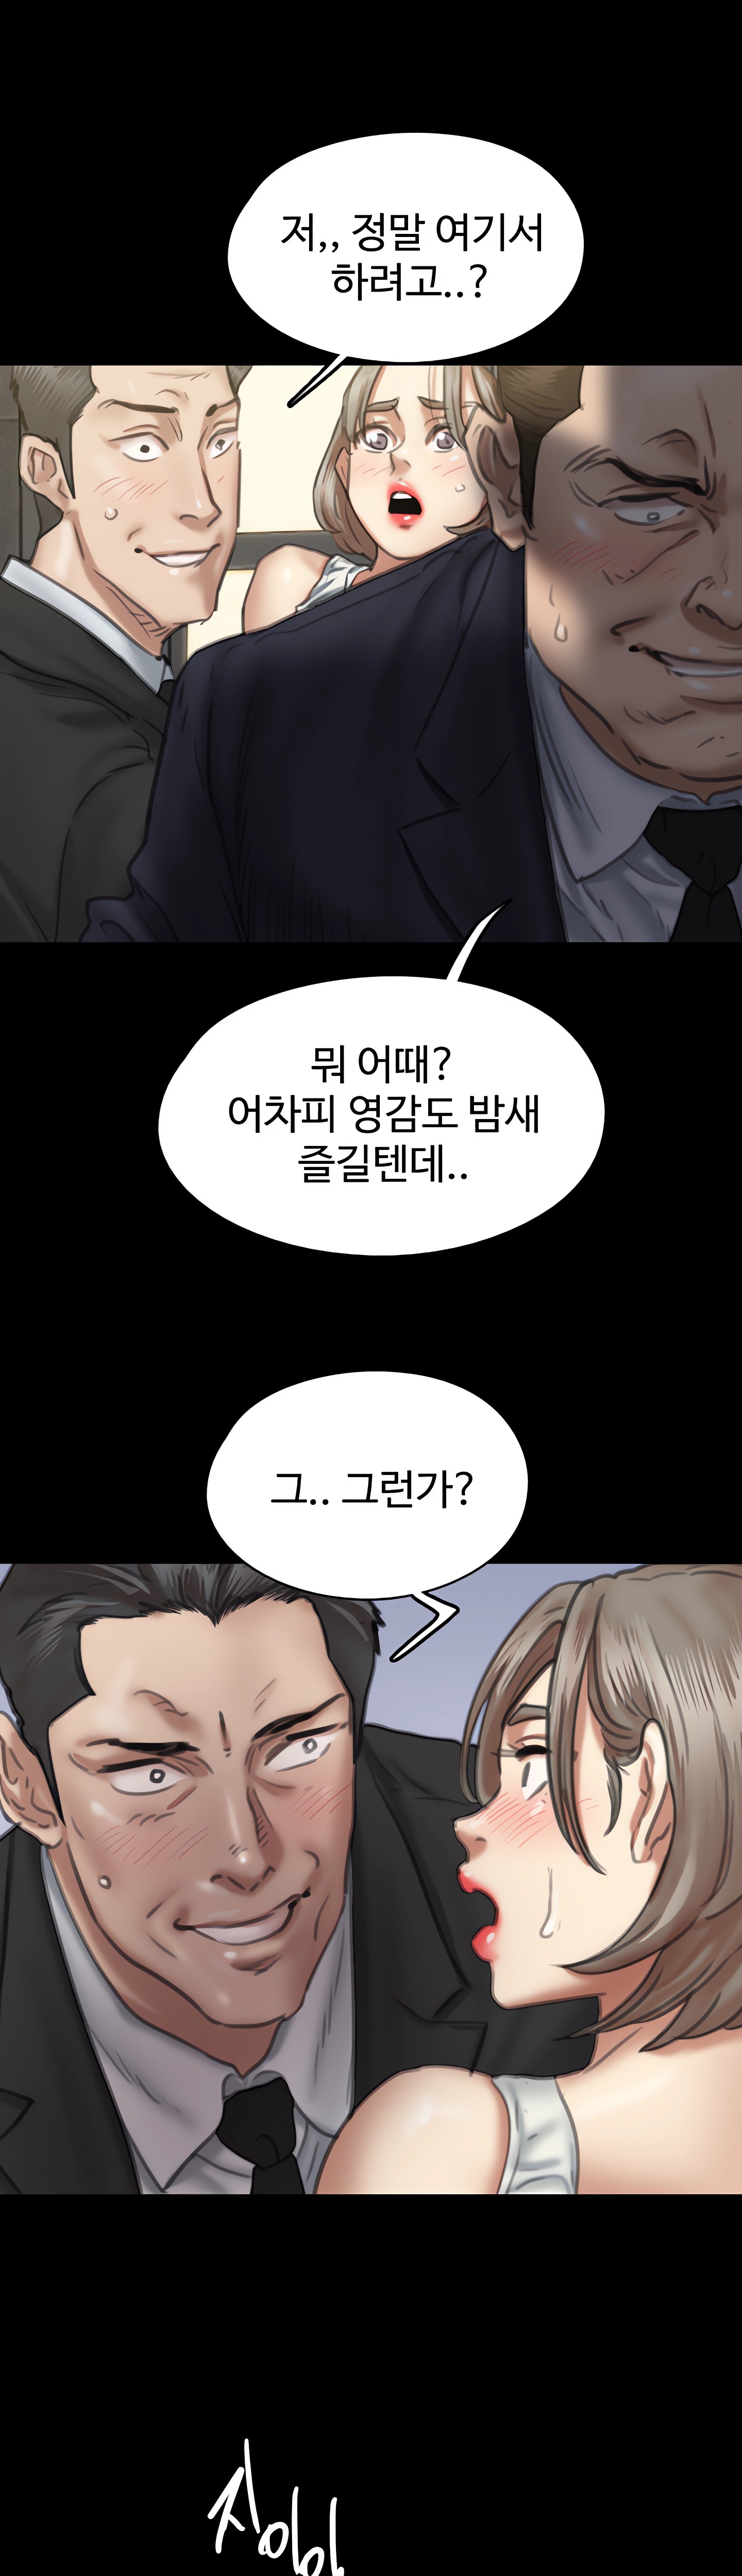 저,, 정말 여기서
하려고..?
뭐 어때?
어차피 영감도 밤새
즐길텐데..
그.. 그런가?